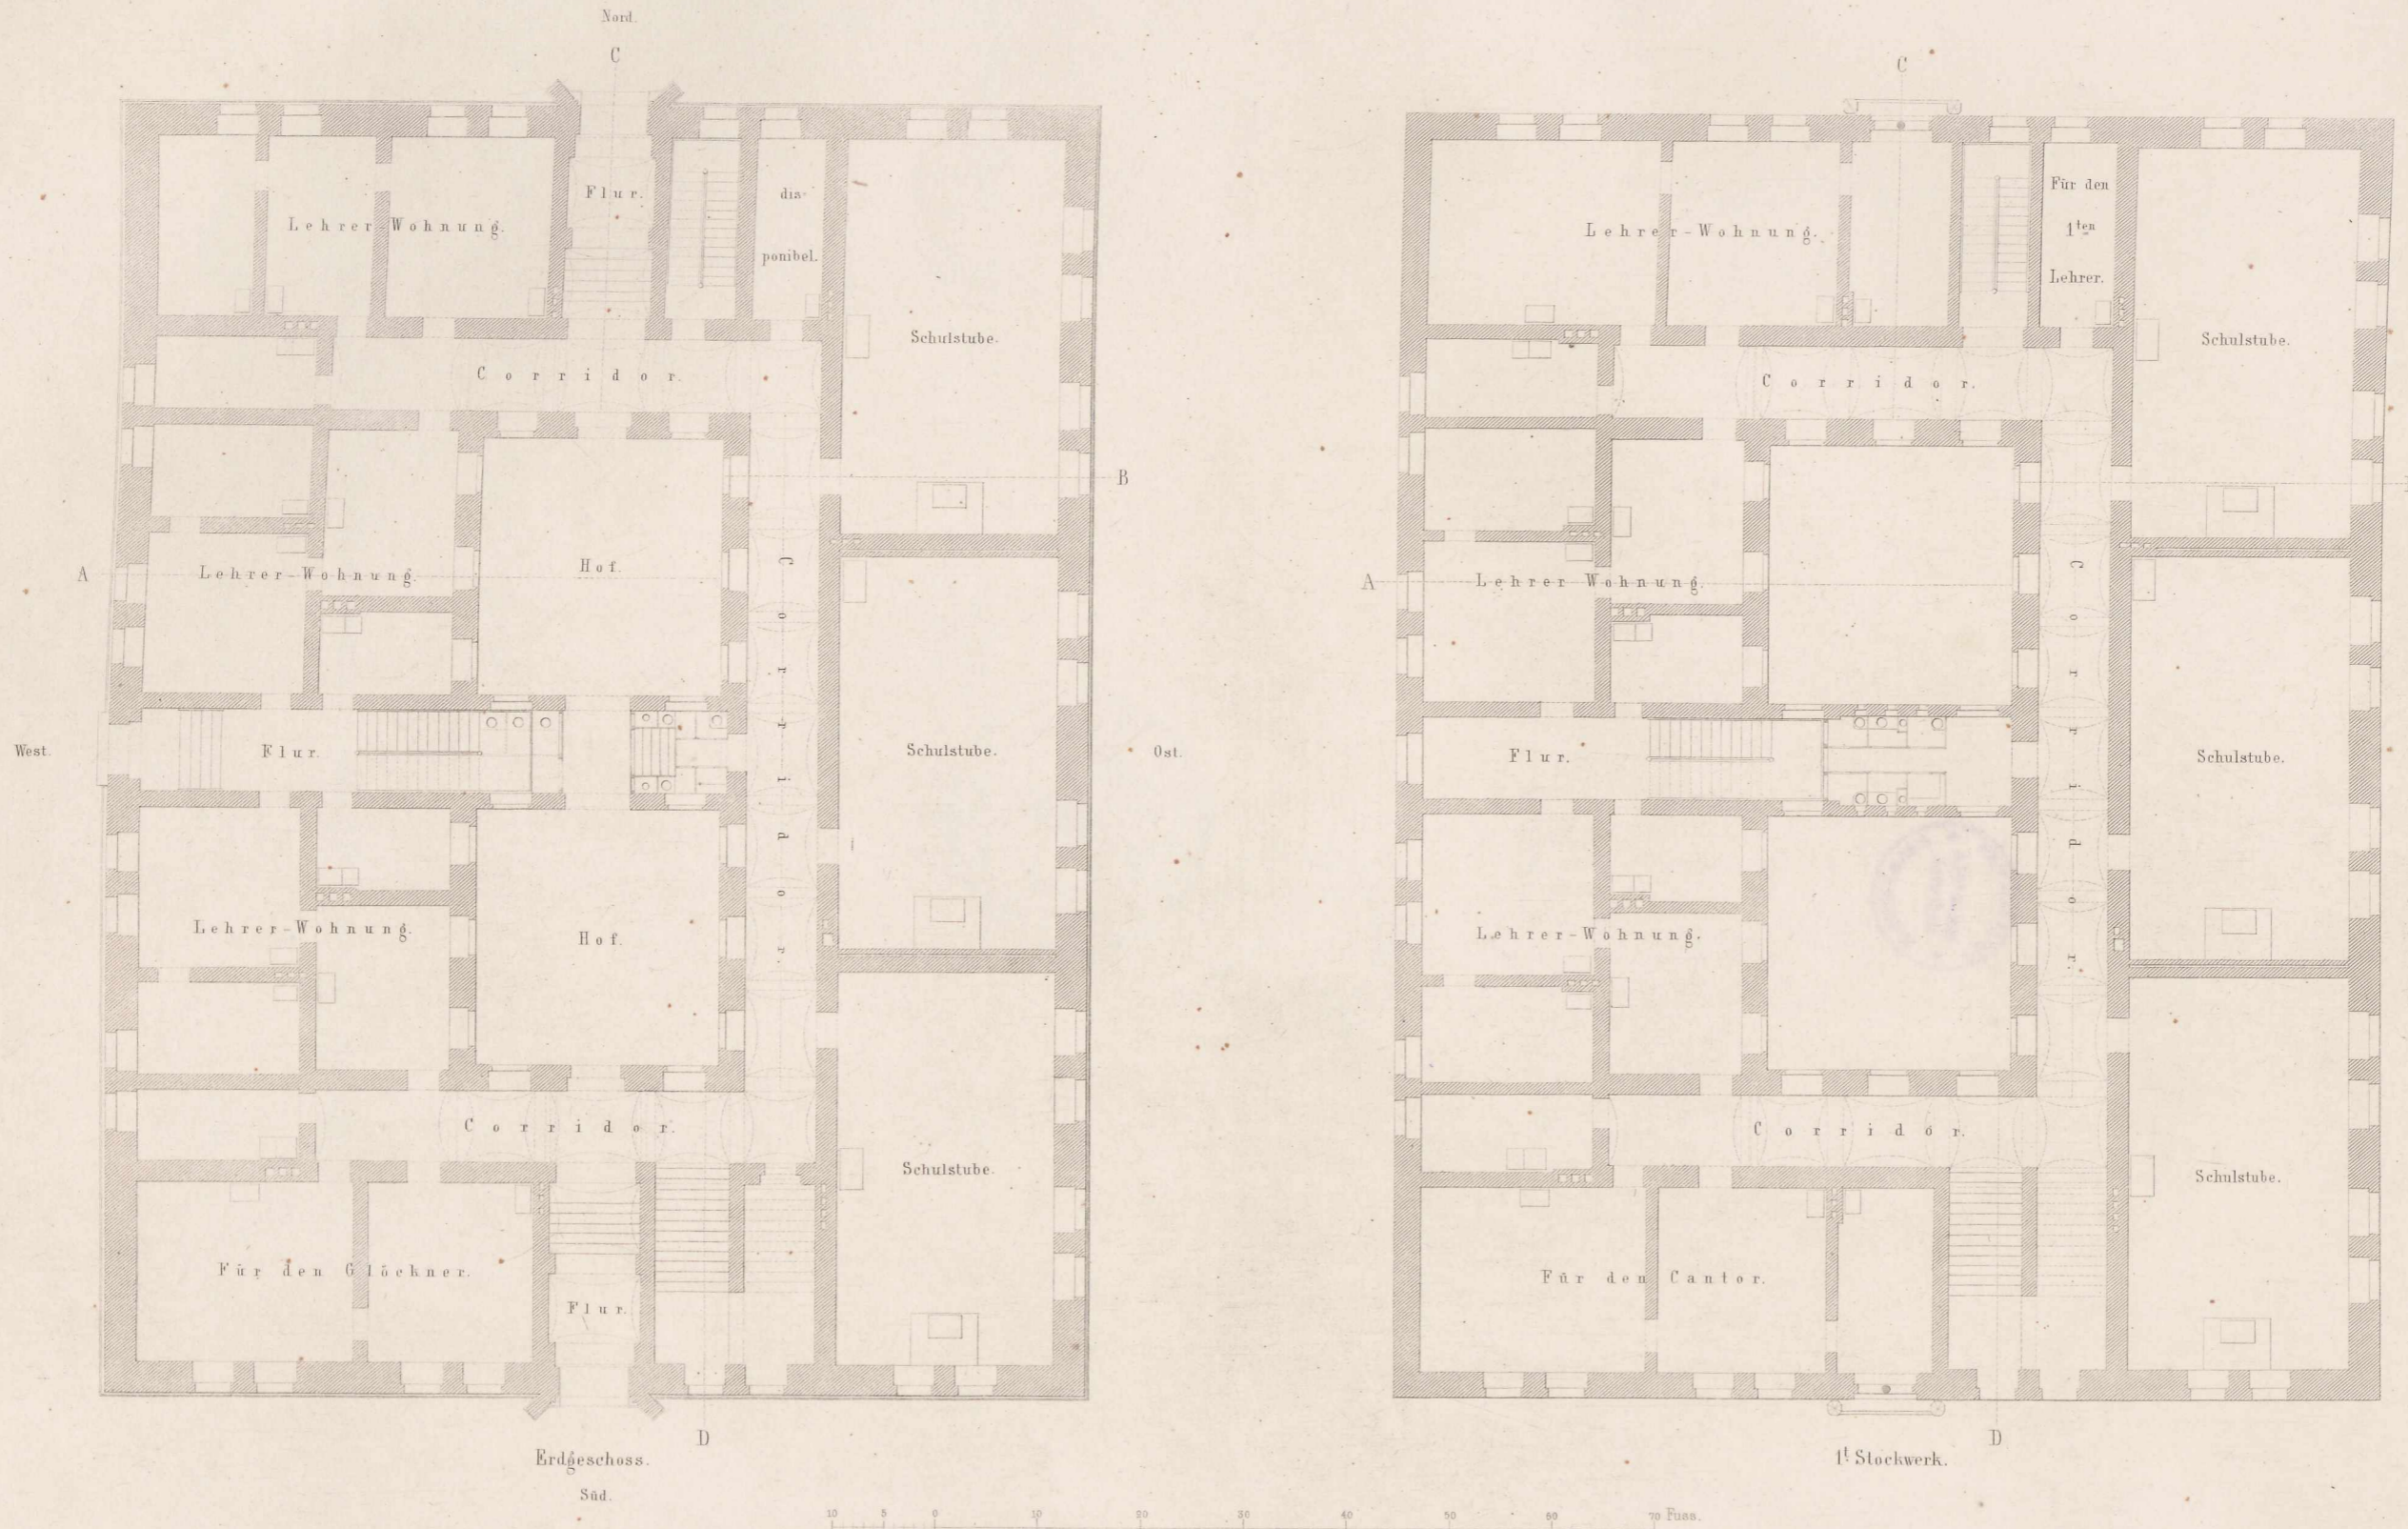 Nord.
C
Flur.
Lehrer-Wohnung.
dis-
ponibel.
Schulstube.
Corridor.
B
Hof.
A
Lehrer-Wohnung.
Corridor.
West.
Flur.
Schulstube.
Ost.
Lehrer-Wohnung.
Hof.
Corridor.
Schulstube.
Für den Glöckner.
Flur.
D
Erdgeschoss.
Süd.
C
Lehrer-Wohnung.
Für den
1ten
Lehrer.
Schulstube.
Corridor.
A
Lehrer Wohnung.
Corridor.
Flur.
Schulstube.
Lehrer-Wohnung.
Corridor.
Schulstube.
Für den Cantor.
D
1t Stockwerk.
10 5 0 10 20 30 40 50 60 70 Fuss.